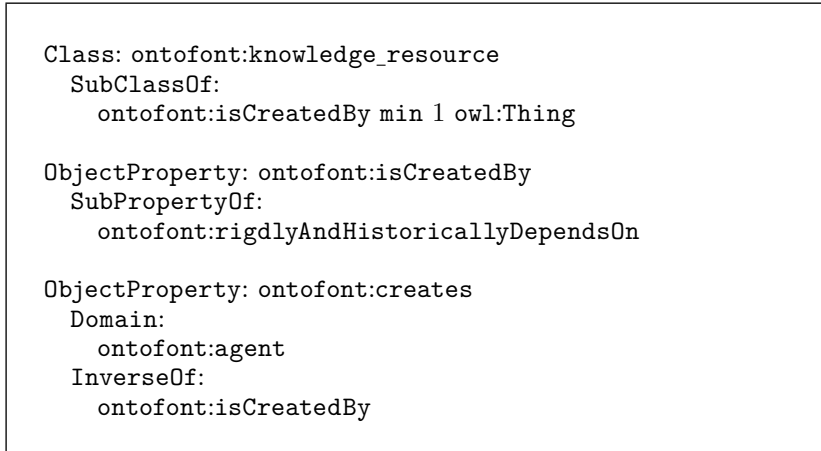 Class: ontofont:knowledge_resource
SubClassOf:
ontofont:isCreatedBy min 1 owl:Thing
ObjectProperty: ontofont:isCreatedBy
SubPropertyOf:
ontofont:rigdlyAndHistoricallyDependsOn
ObjectProperty: ontofont:creates
Domain:
ontofont:agent
InverseOf:
ontofont:isCreatedBy